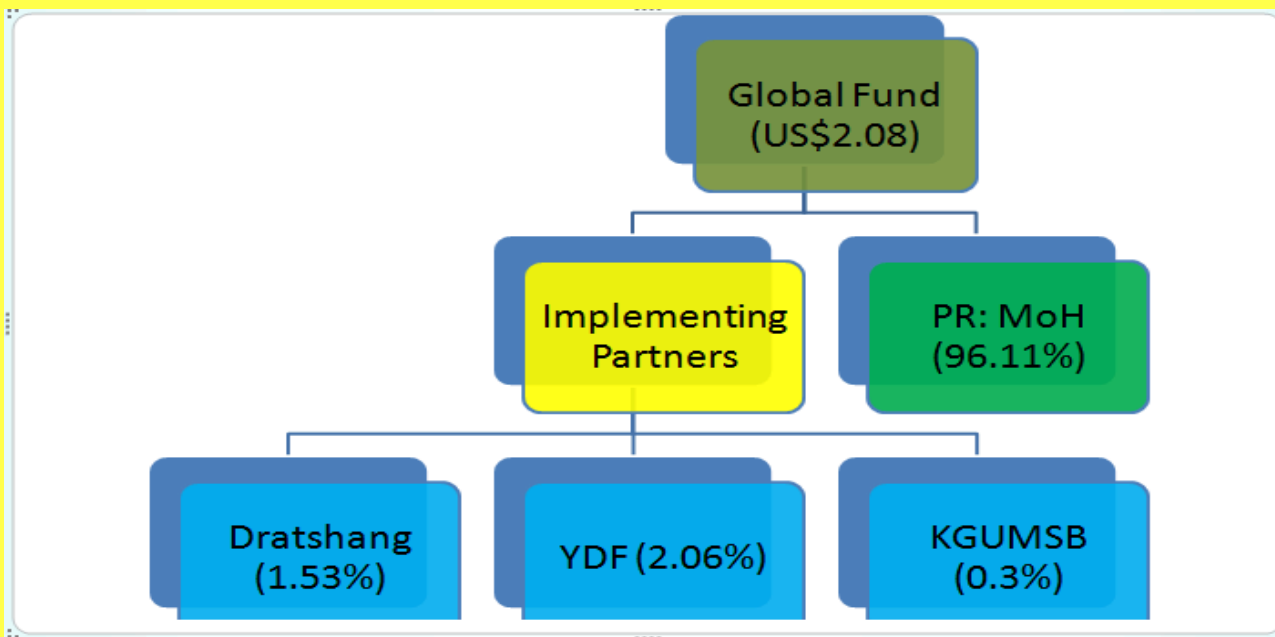 Global Fund
(US$2.08)
Implementing
Partners
PR: MoH
(96.11%)
Dratshang
(1.53%)
YDF (2.06%)
KGUMSB
(0.3%)